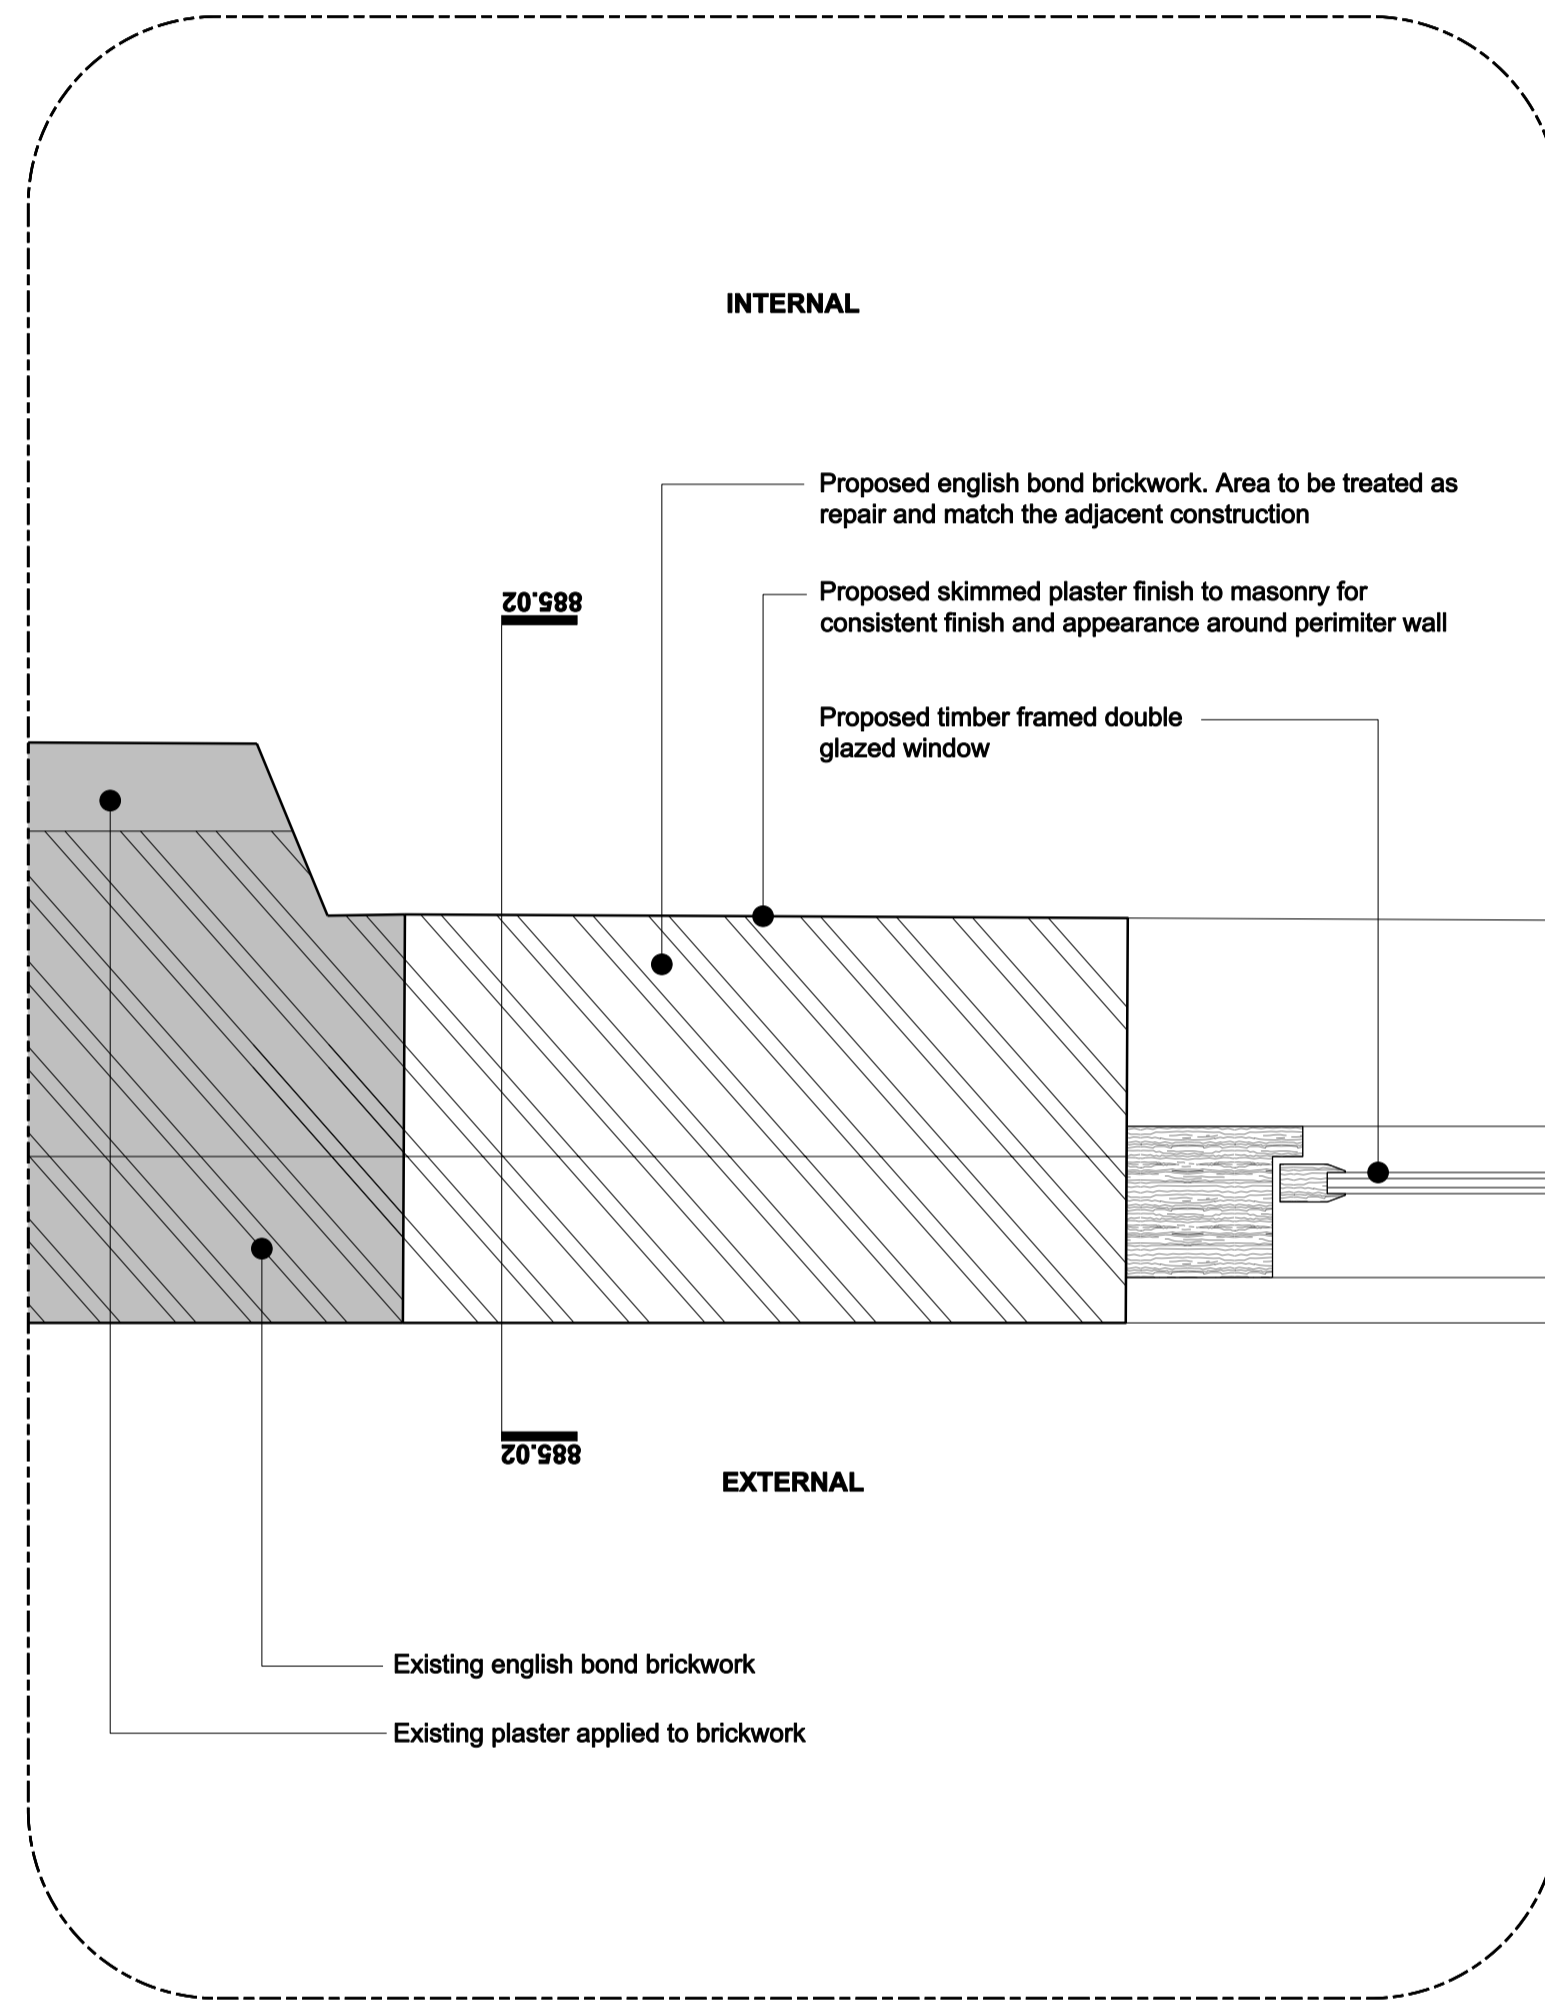 INTERNAL
Proposed english bond brickwork. Area to be treated as
repair and match the adjacent construction
885.02
Proposed skimmed plaster finish to masonry for
consistent finish and appearance around perimiter wall
Proposed timber framed double
glazed window
885.02
EXTERNAL
Existing english bond brickwork
Existing plaster applied to brickwork